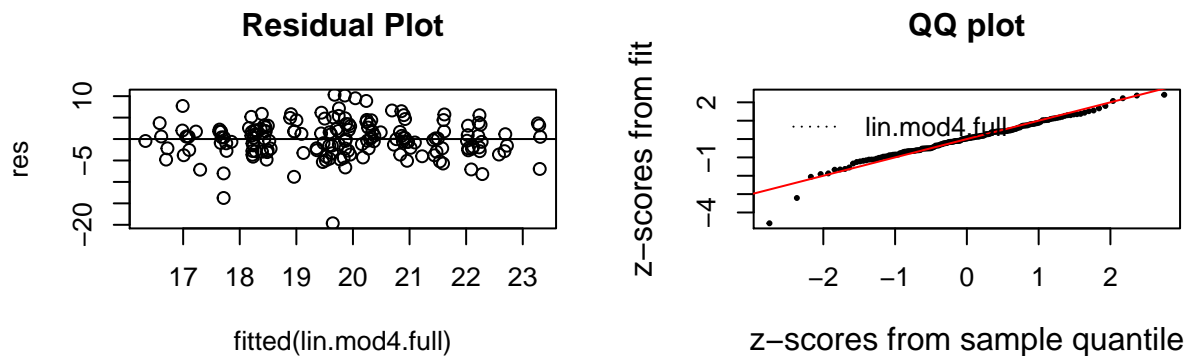 Residual Plot
res
10
−5
−20
17 18 19 20 21 22 23
fitted(lin.mod4.full)
QQ plot
z−scores from fit
2
−1
−4
lin.mod4.full
−2 −1 0 1 2
z−scores from sample quantile